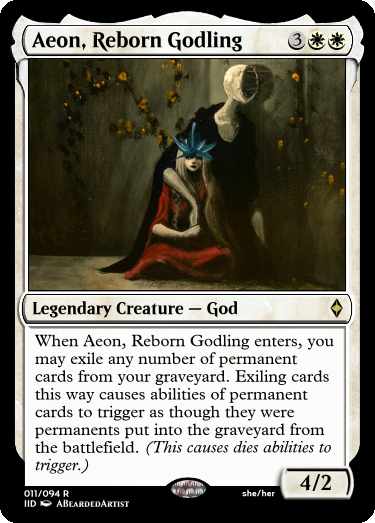 Aeon, Reborn Godling 3
Legendary Creature — God
When Aeon, Reborn Godling enters, you
may exile any number of permanent
cards from your graveyard. Exiling cards
this way causes abilities of permanent
cards to trigger as though they were
permanents put into the graveyard from
the battlefield. (This causes dies abilities to
trigger.)
4/2
011/094 R
she/her
IID ABeardedArtist